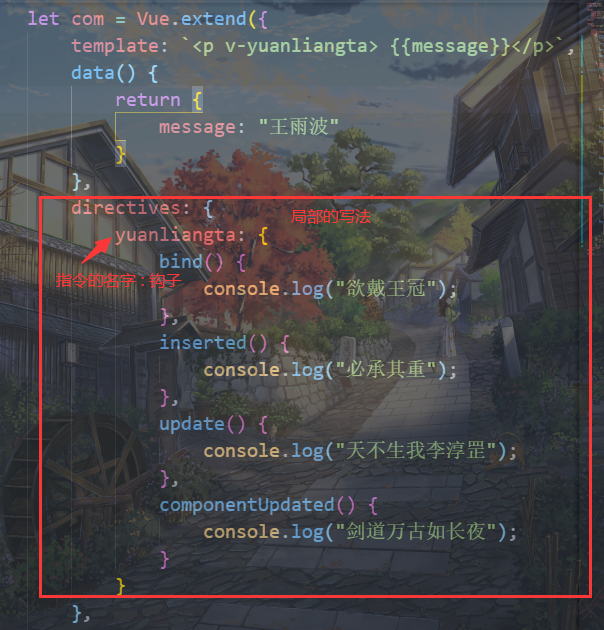 let com = Vue.extend({
template: `<p v-yuanliangta> {{message}}</p>`,
data() {
return {
message: "王雨波"
}
},
directives: {
局部的写法
yuanliangta: {
bind() {
指令的名字：钩子
console.log("欲戴王冠");
},
inserted() {
console.log("必承其重");
},
update() {
console.log("天不生我李淳罡");
},
componentUpdated() {
console.log("剑道万古如长夜");
}
}
},